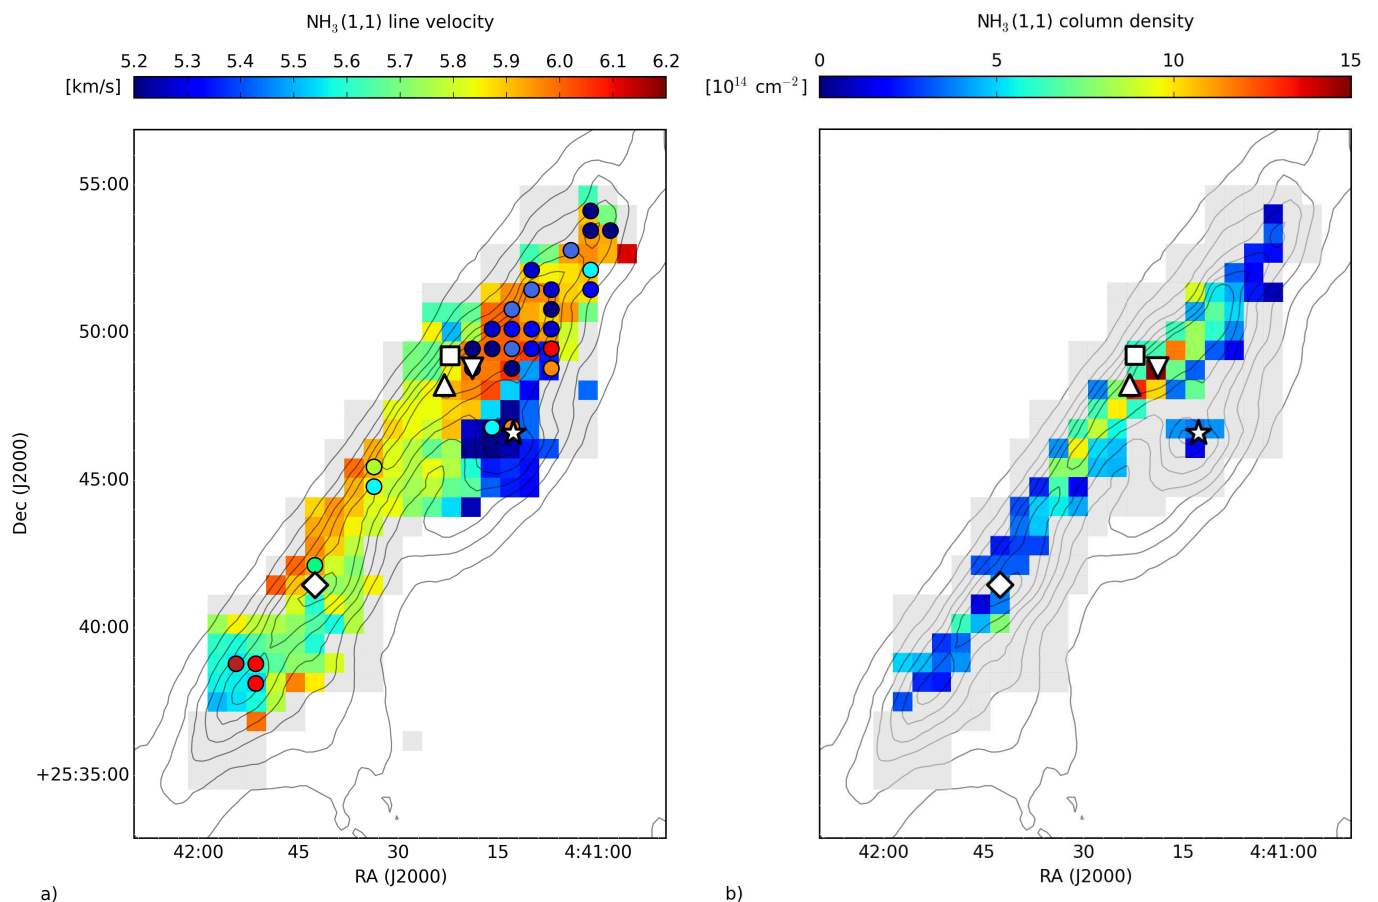 NH₃(1,1) line velocity
5.2 5.3 5.4 5.5 5.6 5.7 5.8 5.9 6.0 6.1 6.2
[km/s]
55:00
50:00
45:00
40:00
+25:35:00
Dec (J2000)
42:00 45 30 15 4:41:00
RA (J2000)
a)
NH₃(1,1) column density
0 5 10 15
[10¹⁴ cm⁻²]
42:00 45 30 15 4:41:00
RA (J2000)
b)